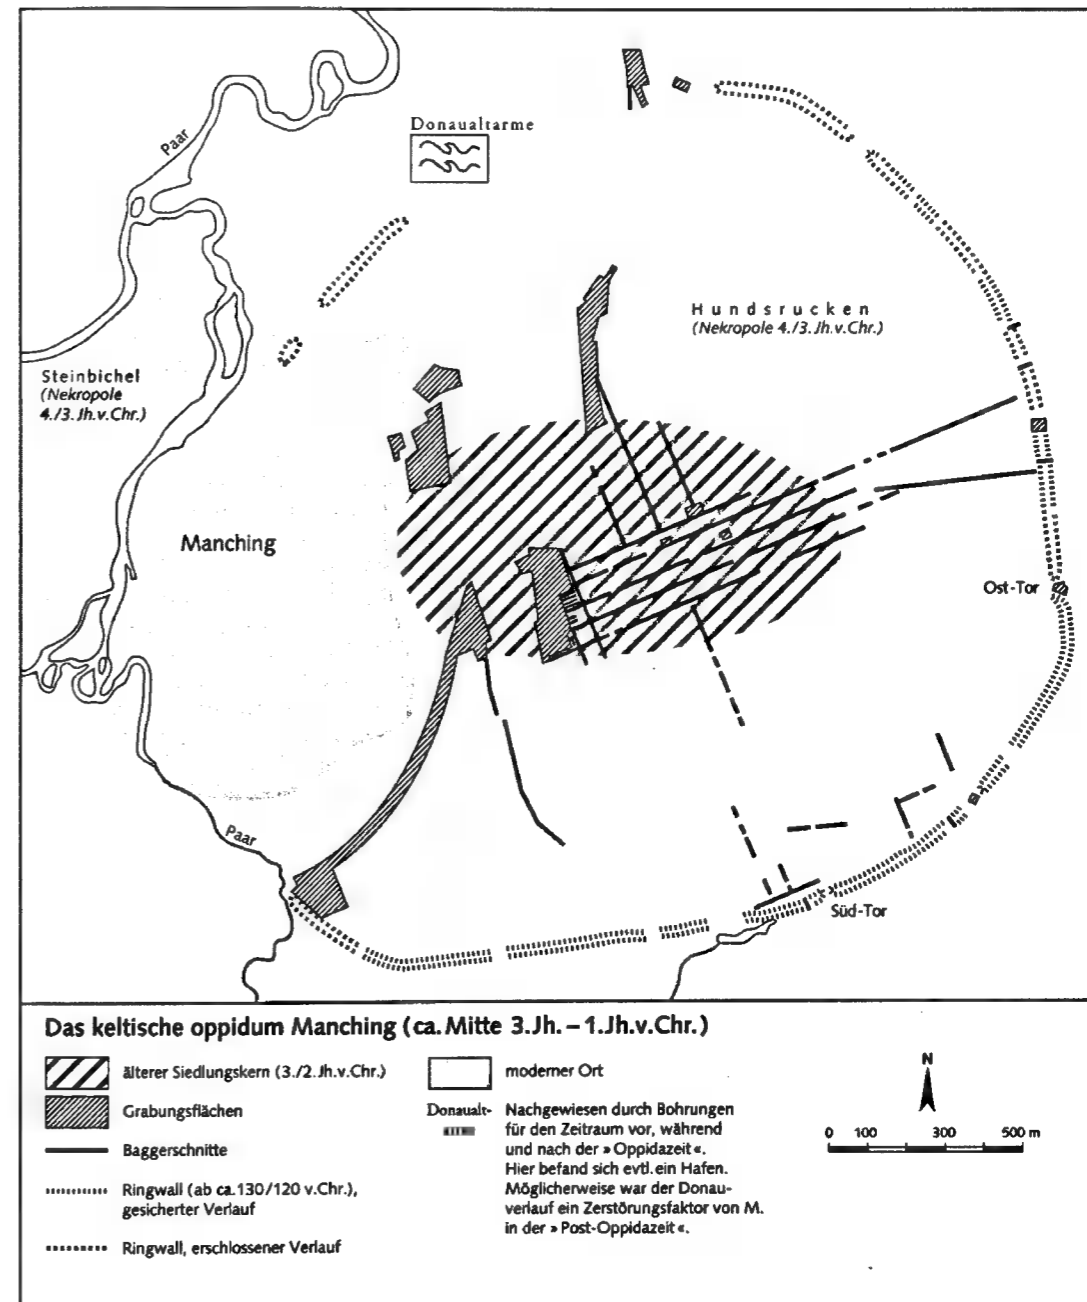 Paar
Donaualtarme
Hundsrucken
(Nekropole 4./3.Jh.v.Chr.)
Steinbichel
(Nekropole
4./3.Jh.v.Chr.)
Manching
Ost-Tor
Paar
Süd-Tor
Das keltische oppidum Manching (ca. Mitte 3.Jh. – 1.Jh.v.Chr.)
älterer Siedlungskern (3./2.Jh.v.Chr.)
Grabungsflächen
Baggerschnitte
Ringwall (ab ca.130/120 v.Chr.),
gesicherter Verlauf
Ringwall, erschlossener Verlauf
moderner Ort
Donaualt-
Nachgewiesen durch Bohrungen
für den Zeitraum vor, während
und nach der »Oppidazeit«.
Hier befand sich evtl. ein Hafen.
Möglicherweise war der Donau-
verlauf ein Zerstörungsfaktor von M.
in der »Post-Oppidazeit«.
N
0 100 300 500 m